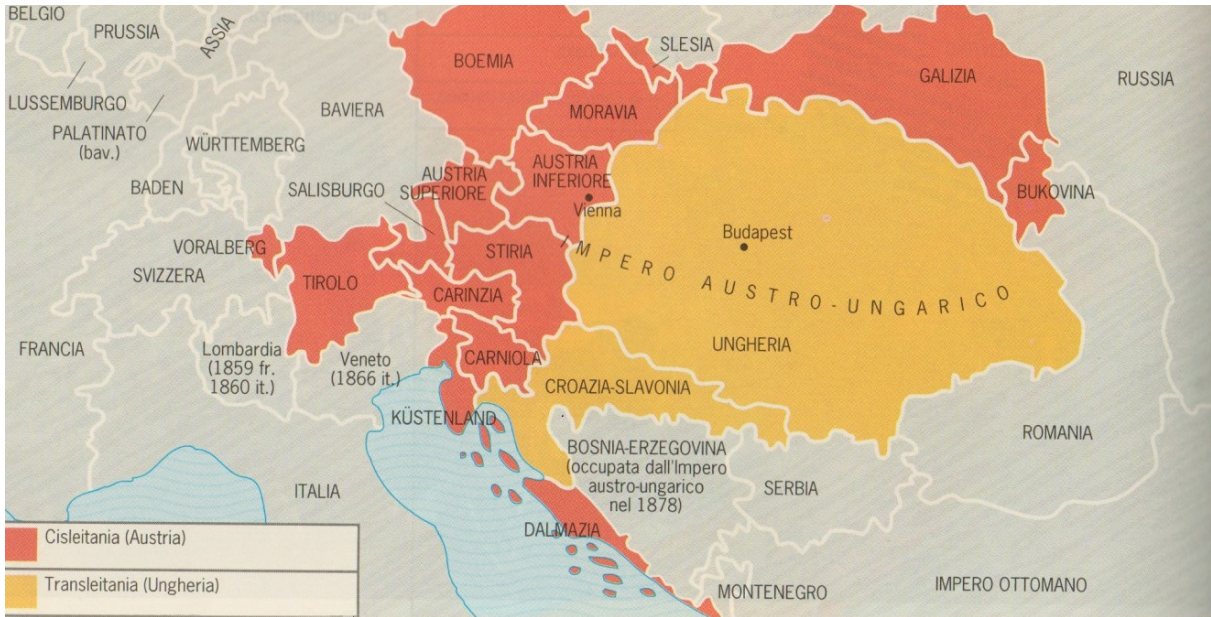 BELGIO
PRUSSIA
ASSIA
LUSSEMBURGO
PALATINATO
(bav.)
WÜRTTEMBERG
BAVIERA
BADEN
SALISBURGO
BOEMIA
SLESIA
MORAVIA
GALIZIA
RUSSIA
AUSTRIA
SUPERIORE
AUSTRIA
INFERIORE
Vienna
BUKOVINA
VORALBERG
SVIZZERA
TIROLO
STIRIA
CARINZIA
Budapest
IMPERO AUSTRO-UNGARICO
UNGHERIA
FRANCIA
Lombardia
(1859 fr.
1860 it.)
Veneto
(1866 it.)
CARNIOLA
CROAZIA-SLAVONIA
KÜSTENLAND
BOSNIA-ERZEGOVINA
(occupata dall'Impero
austro-ungarico
nel 1878)
ROMANIA
SERBIA
ITALIA
DALMAZIA
MONTENEGRO
IMPERO OTTOMANO
Cisleitania (Austria)
Transleitania (Ungheria)